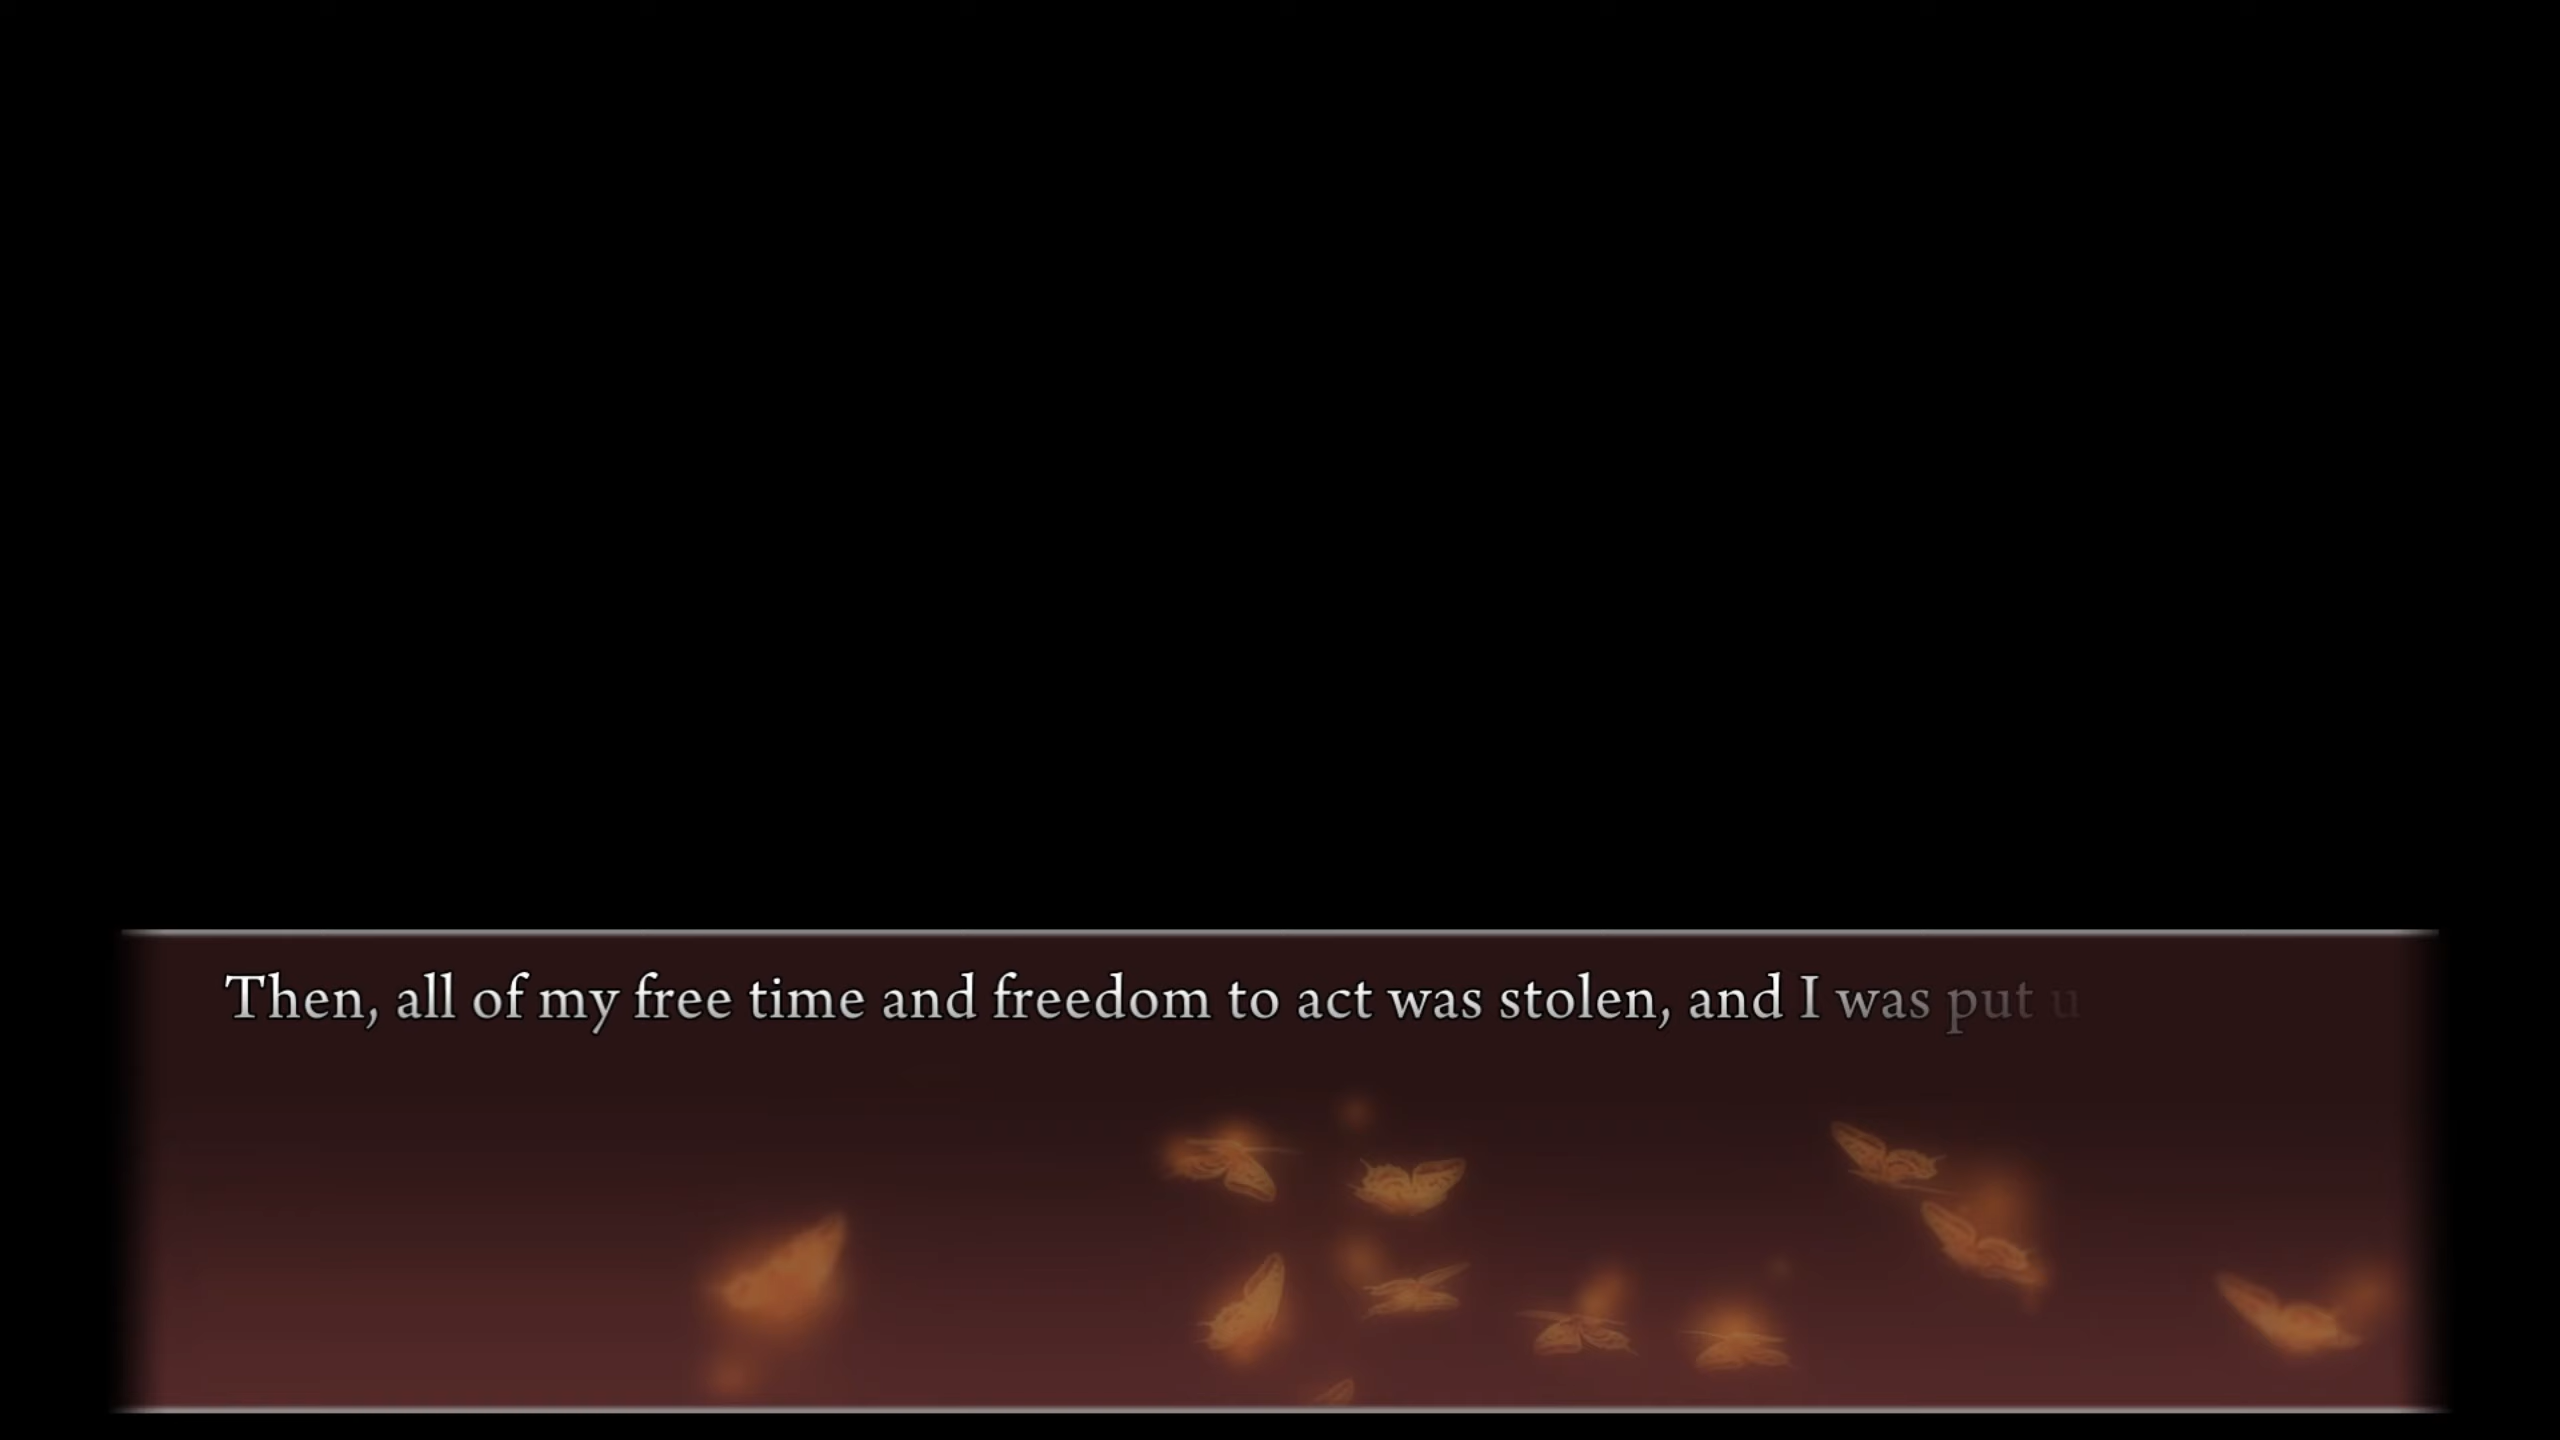 Then, all of my free time and freedom to act was stolen, and I was put u